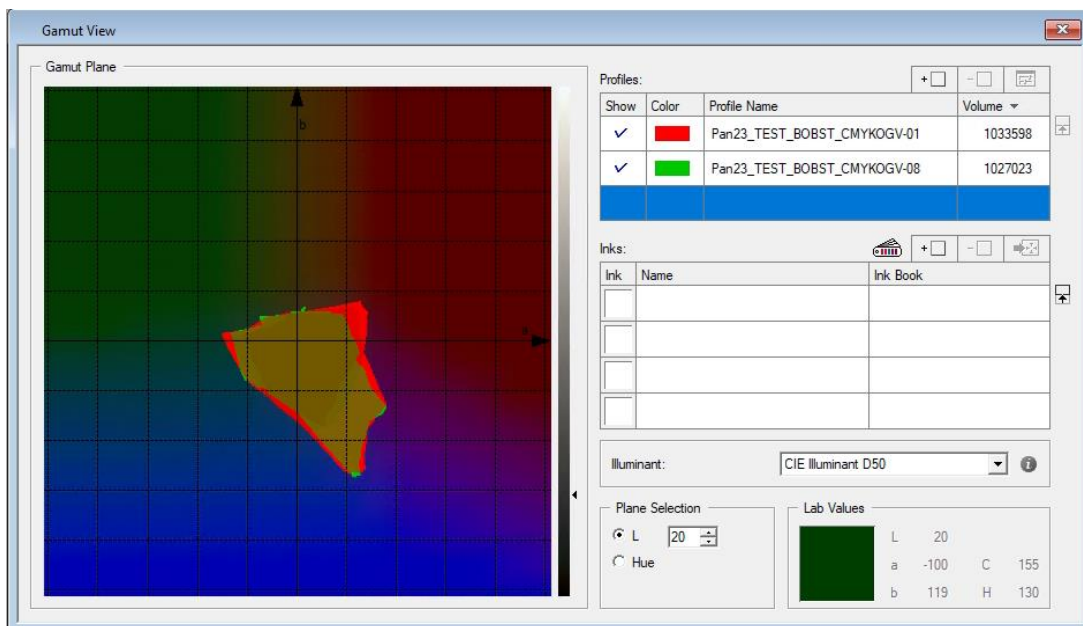 Gamut View
Gamut Plane
b
Profiles:
Show Color Profile Name Volume
Pan23_TEST_BOBST_CMYKOGV-01 1033598
Pan23_TEST_BOBST_CMYKOGV-08 1027023
Inks:
Ink Name Ink Book
Illuminant: CIE Illuminant D50
Plane Selection
L 20
Hue
Lab Values
L 20
a -100 C 155
b 119 H 130